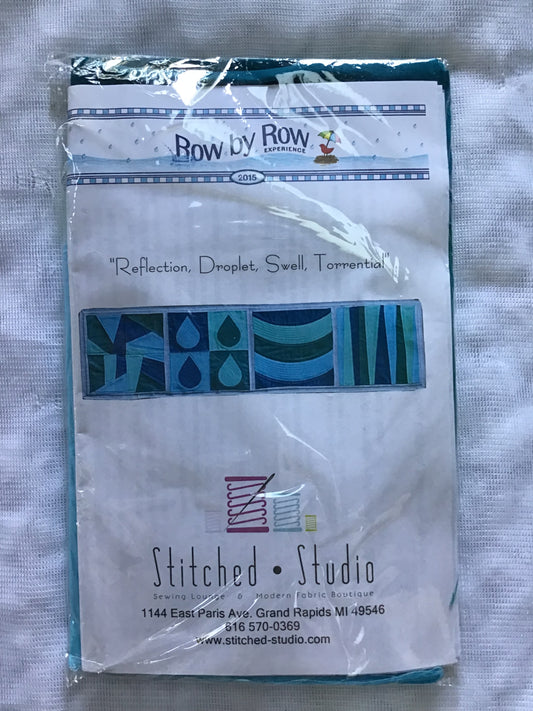 Row by Row
EXPERIENCE
2015
"Reflection, Droplet, Swell, Torrential"
Stitched • Studio
Sewing Lounge & Modern Fabric Boutique
1144 East Paris Ave. Grand Rapids MI 49546
616 570-0369
www.stitched-studio.com